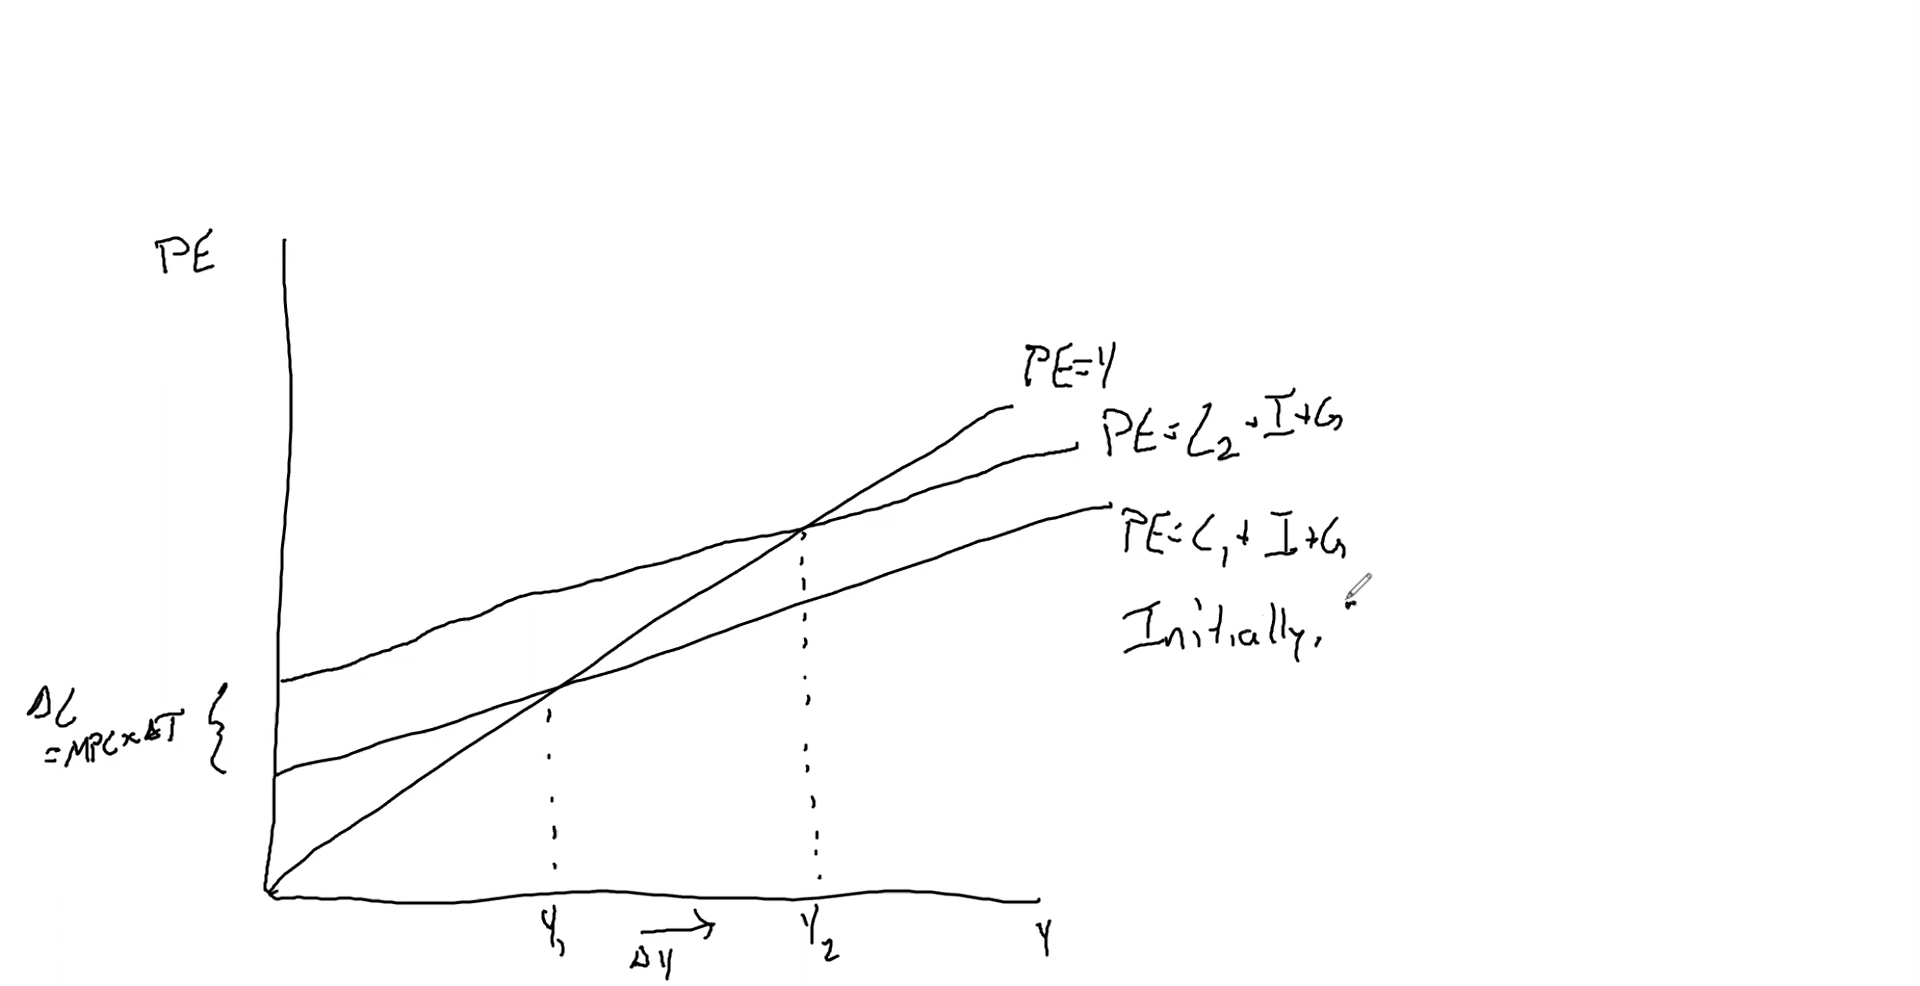 PE
PE=Y
PE=C2+I+G
PE=C1+I+G
Initially,
ΔC
=MPC×ΔT {
Y1
ΔY
Y2
Y